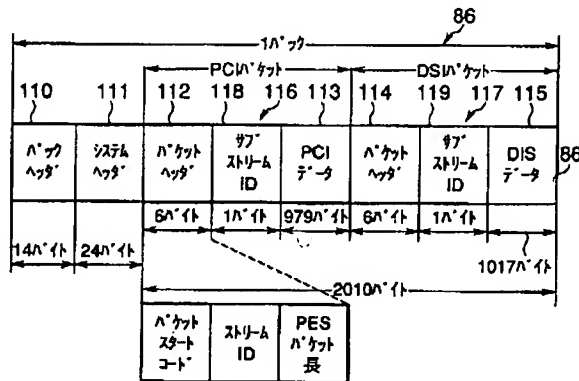 86
1パック
PCIパケット
DSIパケット
110
111
112
118
116
113
114
119
117
115
パック
ヘッダ
システム
ヘッダ
パケット
ヘッダ
サブ
ストリーム
ID
PCI
データ
パケット
ヘッダ
サブ
ストリーム
ID
DIS
データ
86
6バイト
1バイト
979バイト
6バイト
1バイト
14バイト
24バイト
1017バイト
2010バイト
パケット
スタート
コード
ストリーム
ID
PES
パケット
長